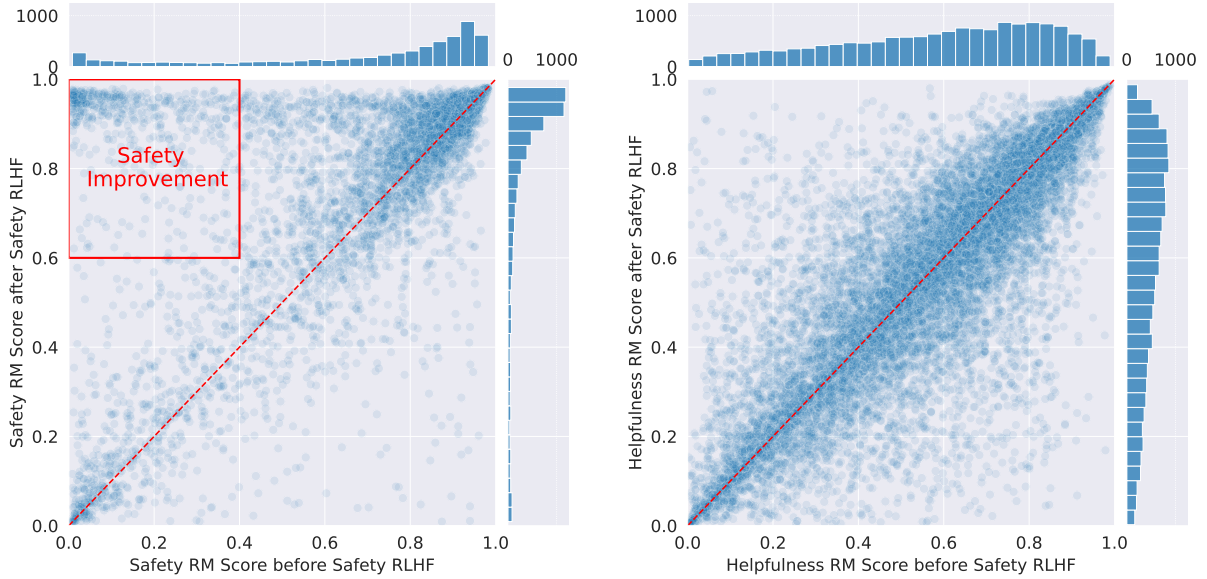 1000
0
0 1000
1.0
0.8
0.6
0.4
0.2
0.0
Safety RM Score after Safety RLHF
Safety
Improvement
0.0 0.2 0.4 0.6 0.8 1.0
Safety RM Score before Safety RLHF
1000
0
0 1000
1.0
0.8
0.6
0.4
0.2
0.0
Helpfulness RM Score after Safety RLHF
0.0 0.2 0.4 0.6 0.8 1.0
Helpfulness RM Score before Safety RLHF